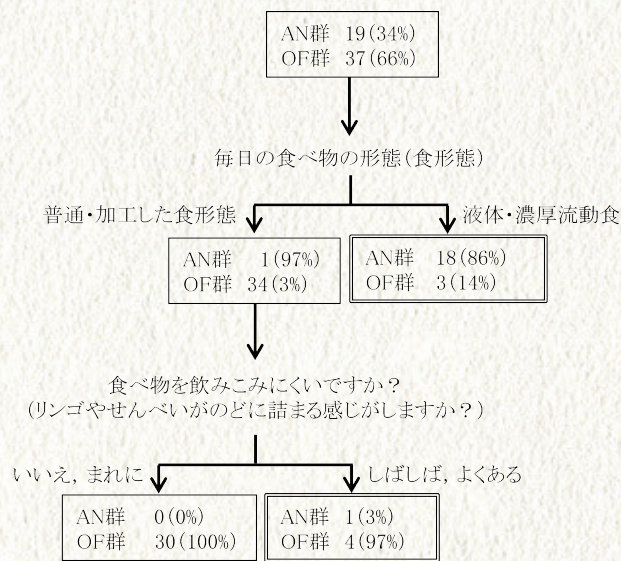 AN群 19(34%)
OF群 37(66%)
毎日の食べ物の形態(食形態)
普通・加工した食形態
液体・濃厚流動食
AN群 1(97%)
OF群 34(3%)
AN群 18(86%)
OF群 3(14%)
食べ物を飲みこみにくいですか?
(リンゴやせんべいがのどに詰まる感じがしますか?)
いいえ, まれに
しばしば, よくある
AN群 0(0%)
OF群 30(100%)
AN群 1(3%)
OF群 4(97%)